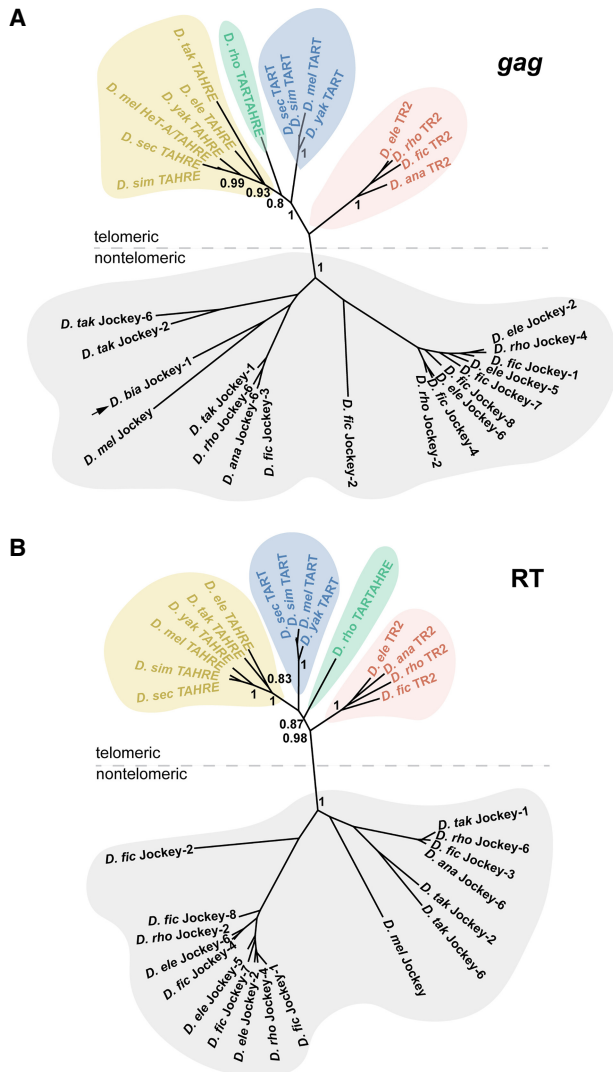 A
gag
D. tak TAHRE
D. ele TAHRE
D. yak TAHRE
D. mel HeT-A/TAHRE
D. sec TAHRE
D. sim TAHRE
D. rho TARTAHRE
D. sec TART
D. sim TART
D. mel TART
D. yak TART
D. ele TR2
D. rho TR2
D. fic TR2
D. ana TR2
0.99
0.93
0.8
1
1
1
telomeric
nontelomeric
1
D. tak Jockey-6
D. tak Jockey-2
D. bia Jockey-1
D. mel Jockey
D. tak Jockey-1
D. rho Jockey-6
D. ana Jockey-6
D. fic Jockey-3
D. fic Jockey-2
D. rho Jockey-2
D. fic Jockey-4
D. ele Jockey-6
D. fic Jockey-8
D. fic Jockey-7
D. ele Jockey-5
D. fic Jockey-1
D. rho Jockey-4
D. ele Jockey-2
B
RT
D. ele TAHRE
D. tak TAHRE
D. yak TAHRE
D. mel TAHRE
D. sim TAHRE
D. sec TAHRE
D. sec TART
D. sim TART
D. mel TART
D. yak TART
D. rho TARTAHRE
D. ele TR2
D. ana TR2
D. rho TR2
D. fic TR2
0.83
1
1
1
1
0.87
0.98
telomeric
nontelomeric
1
D. fic Jockey-2
D. fic Jockey-8
D. rho Jockey-2
D. ele Jockey-6
D. fic Jockey-4
D. ele Jockey-5
D. fic Jockey-7
D. ele Jockey-2
D. rho Jockey-4
D. fic Jockey-1
D. mel Jockey
D. tak Jockey-6
D. tak Jockey-2
D. ana Jockey-6
D. fic Jockey-3
D. rho Jockey-6
D. tak Jockey-1